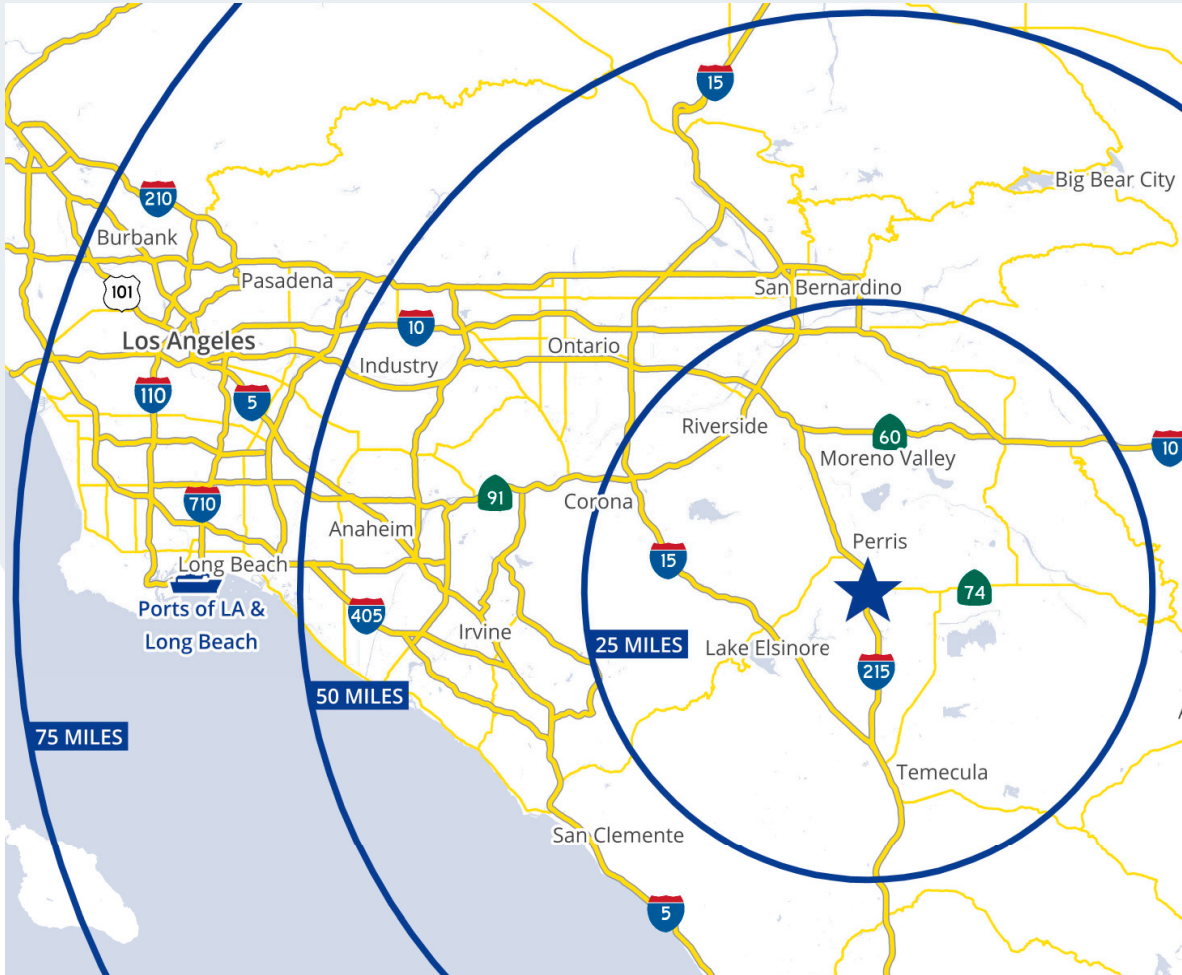 15
Big Bear City
210
Burbank
101
Pasadena
San Bernardino
10
Los Angeles
Ontario
Industry
110
5
Riverside
60
10
Moreno Valley
710
91
Corona
Anaheim
Perris
15
Long Beach
74
Ports of LA &
Long Beach
405
Irvine
25 MILES
Lake Elsinore
215
50 MILES
75 MILES
Temecula
San Clemente
5